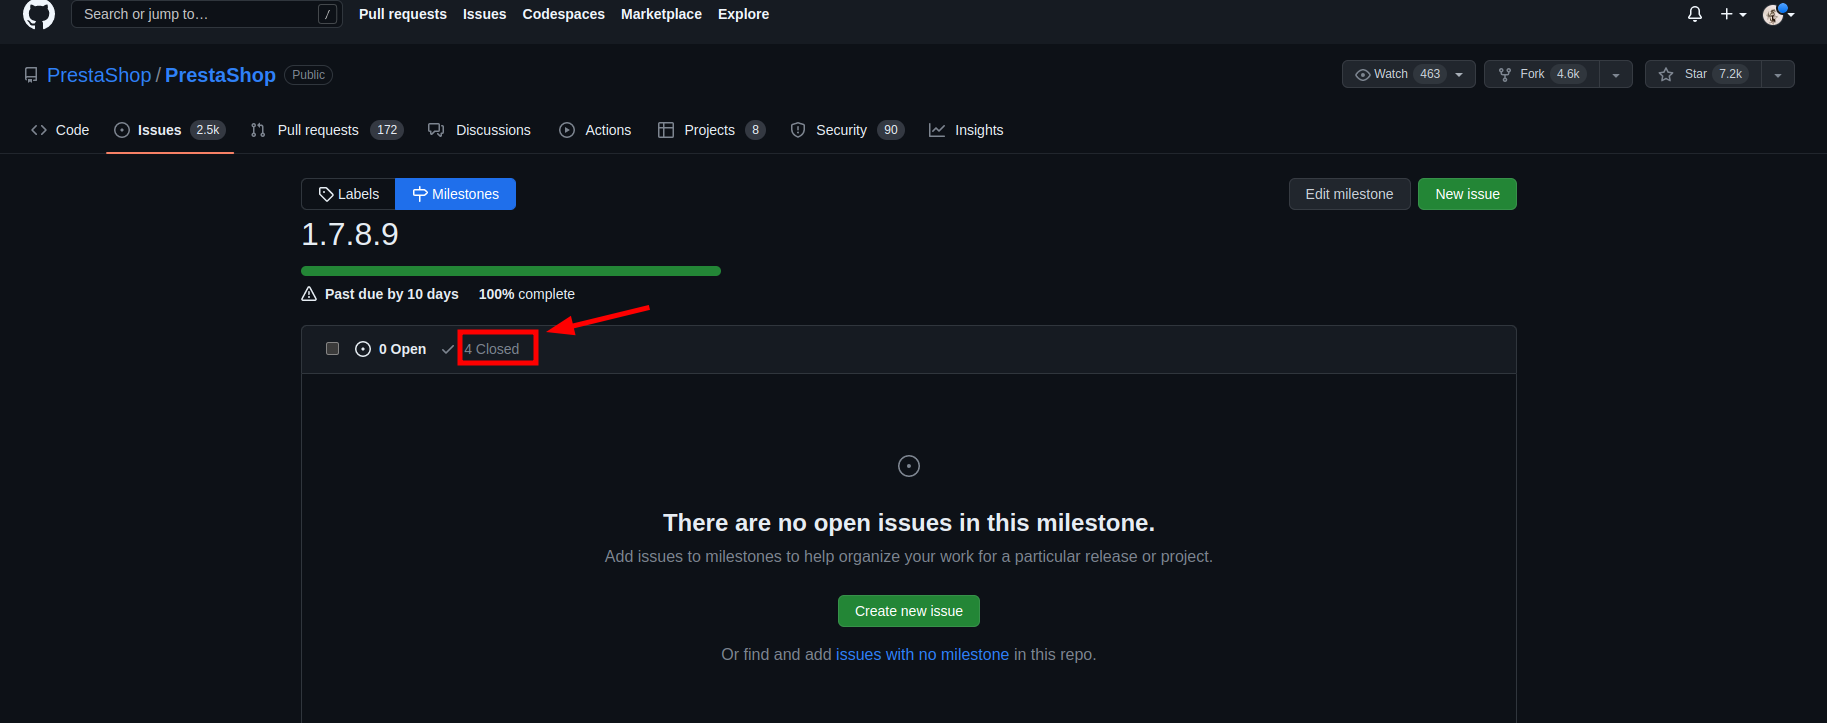 Search or jump to… / Pull requests Issues Codespaces Marketplace Explore
PrestaShop / PrestaShop Public Watch 463 Fork 4.6k Star 7.2k
Code Issues 2.5k Pull requests 172 Discussions Actions Projects 8 Security 90 Insights
Labels Milestones Edit milestone New issue
1.7.8.9
Past due by 10 days 100% complete
0 Open 4 Closed
There are no open issues in this milestone.
Add issues to milestones to help organize your work for a particular release or project.
Create new issue
Or find and add issues with no milestone in this repo.